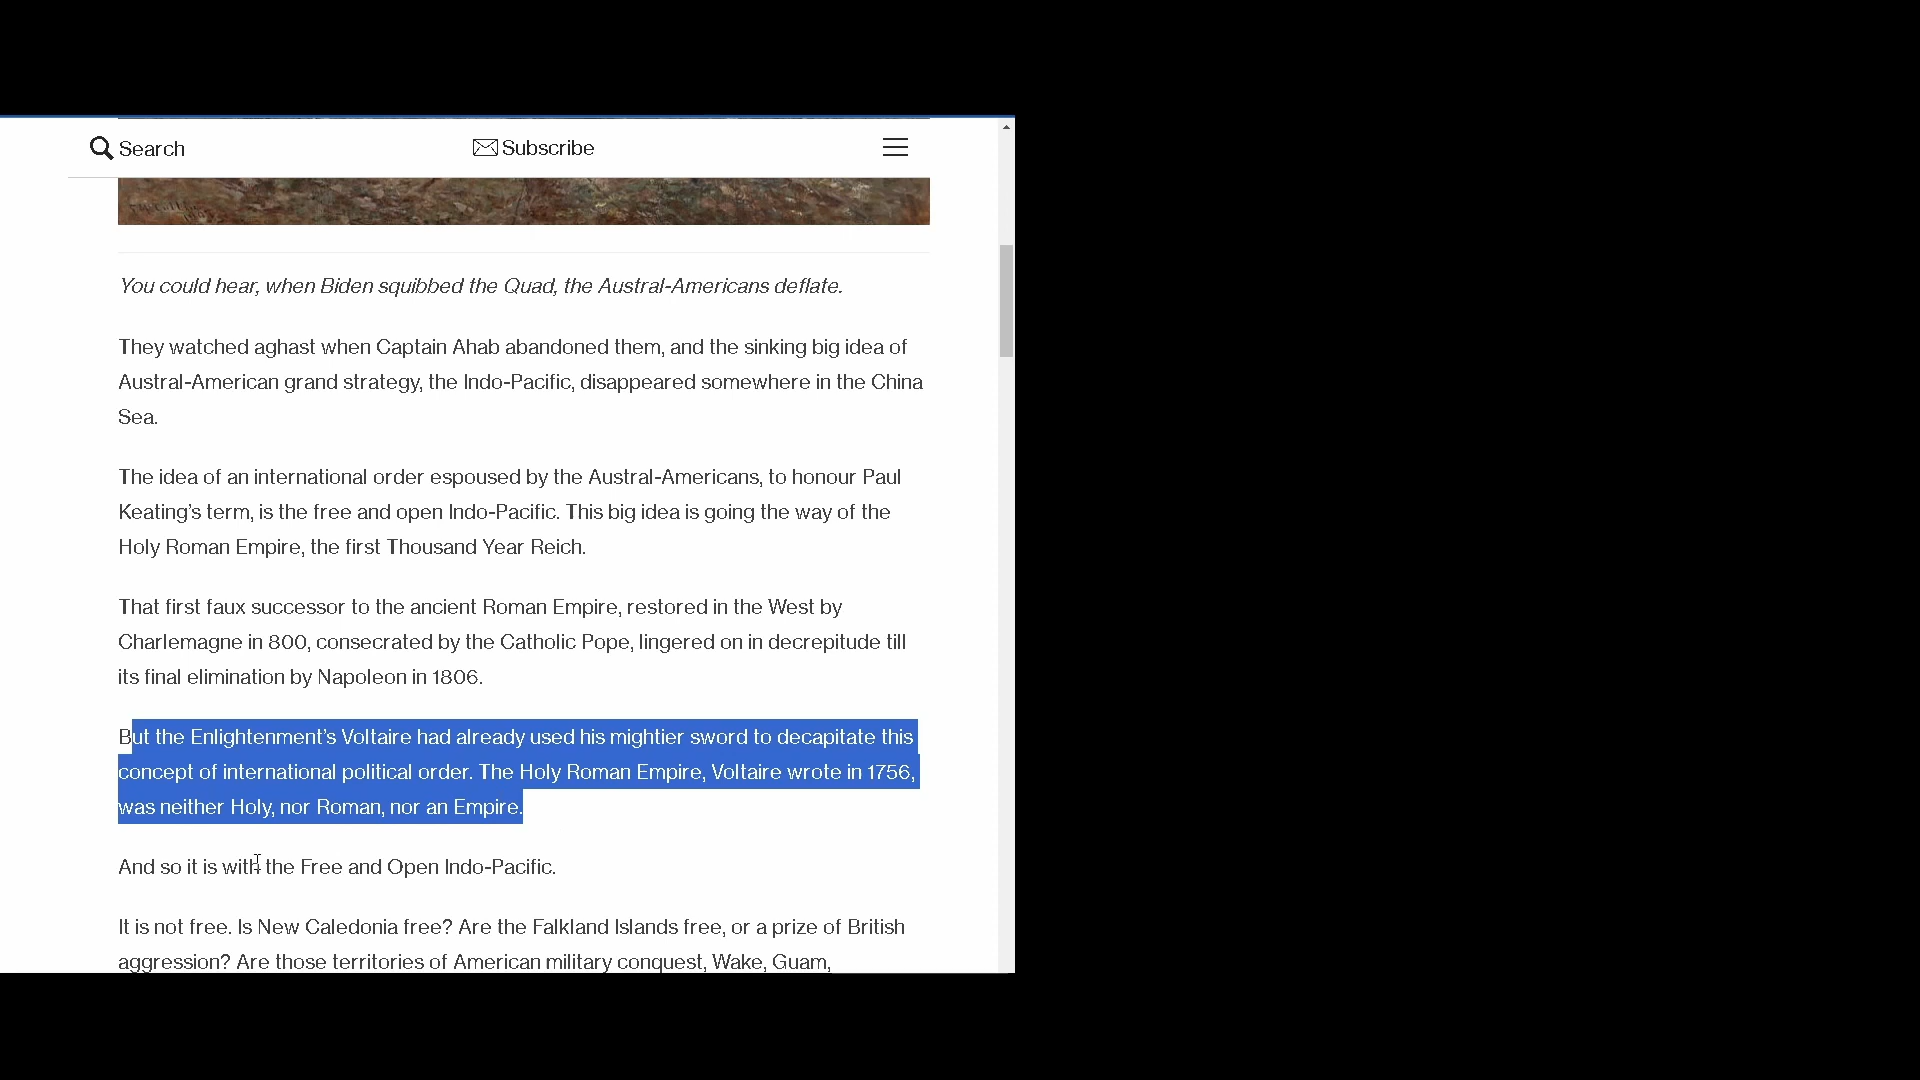 Search
Subscribe
You could hear, when Biden squibbed the Quad, the Austral-Americans deflate.
They watched aghast when Captain Ahab abandoned them, and the sinking big idea of
Austral-American grand strategy, the Indo-Pacific, disappeared somewhere in the China
Sea.
The idea of an international order espoused by the Austral-Americans, to honour Paul
Keating’s term, is the free and open Indo-Pacific. This big idea is going the way of the
Holy Roman Empire, the first Thousand Year Reich.
That first faux successor to the ancient Roman Empire, restored in the West by
Charlemagne in 800, consecrated by the Catholic Pope, lingered on in decrepitude till
its final elimination by Napoleon in 1806.
But the Enlightenment’s Voltaire had already used his mightier sword to decapitate this
concept of international political order. The Holy Roman Empire, Voltaire wrote in 1756,
was neither Holy, nor Roman, nor an Empire.
And so it is with the Free and Open Indo-Pacific.
It is not free. Is New Caledonia free? Are the Falkland Islands free, or a prize of British
aggression? Are those territories of American military conquest, Wake, Guam,